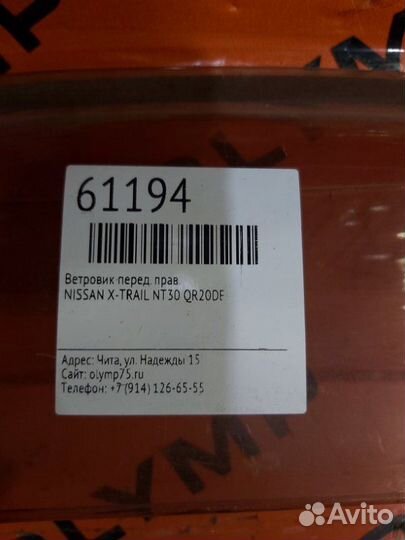 61194
Ветровик перед. прав.
NISSAN X-TRAIL NT30 QR20DE
Адрес: Чита, ул. Надежды 15
Сайт: olymp75.ru
Телефон: +7 (914) 126-65-55
OLYMP
Avito